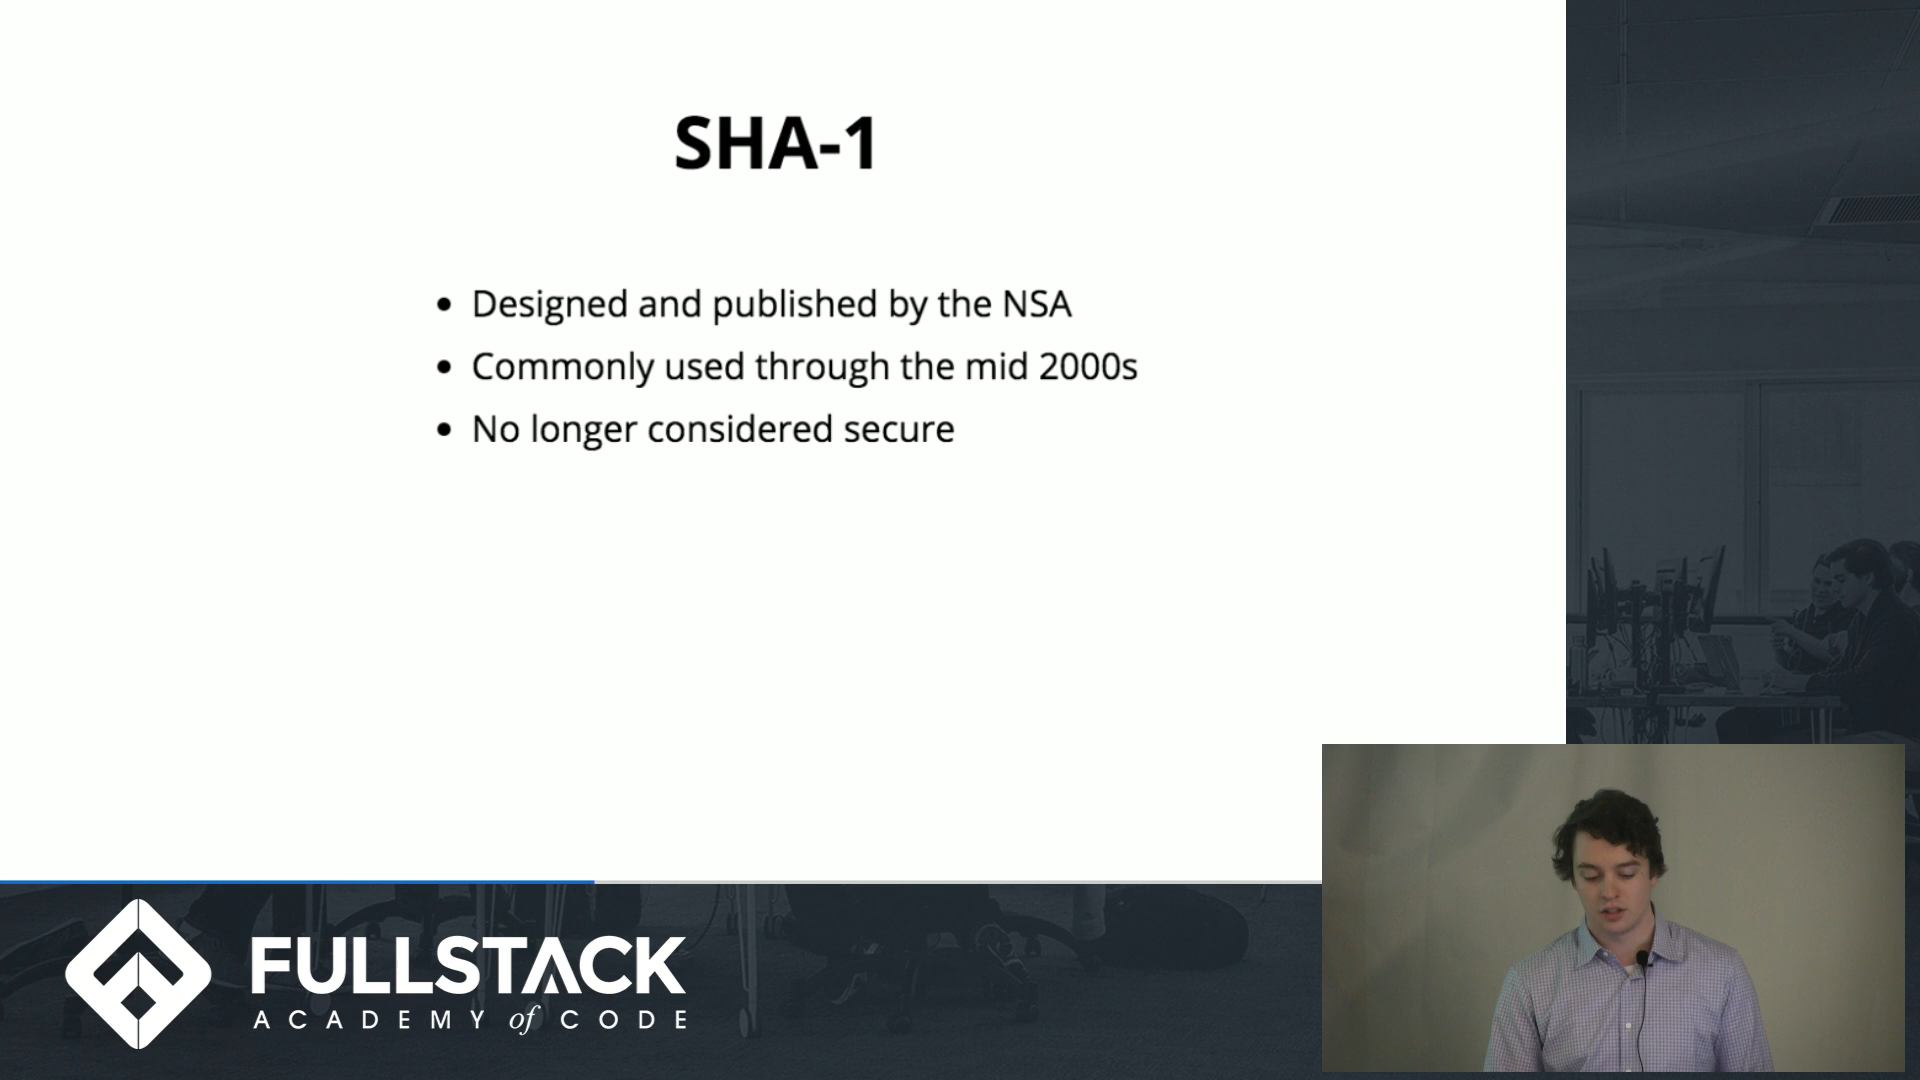 SHA-1
• Designed and published by the NSA
• Commonly used through the mid 2000s
• No longer considered secure
FULLSTACK
ACADEMY of CODE